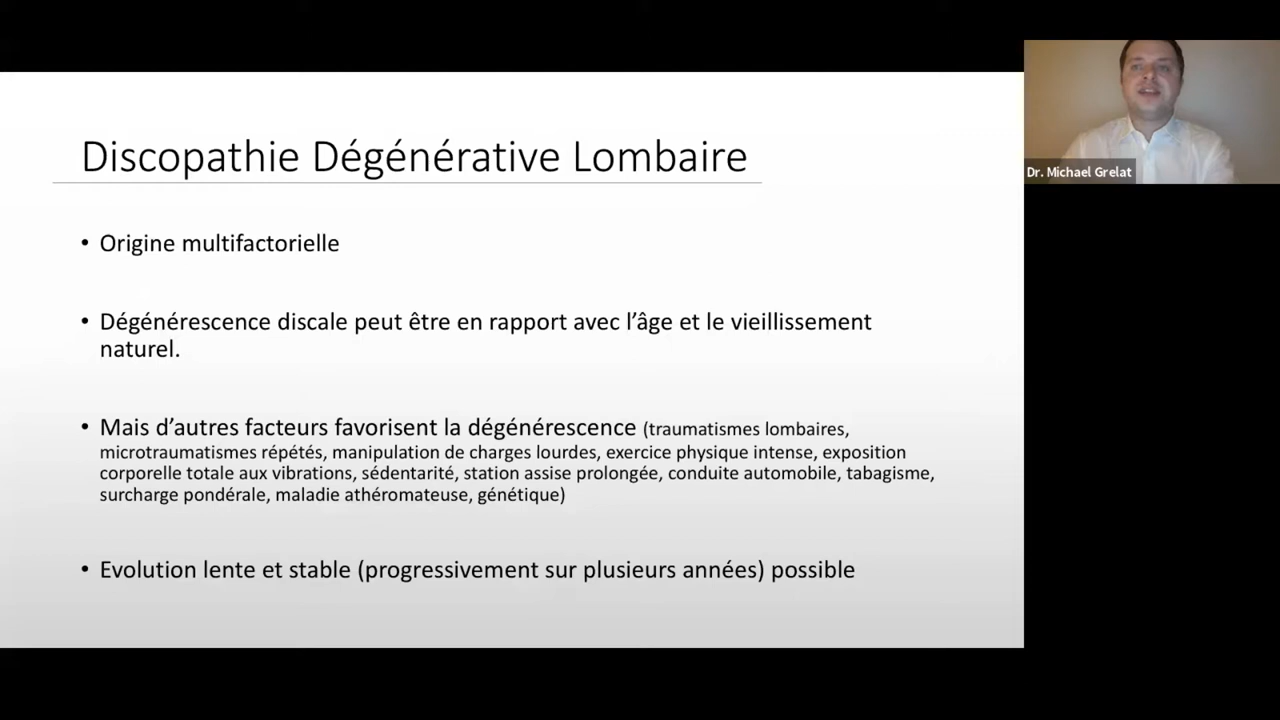 Discopathie Dégénérative Lombaire
• Origine multifactorielle
• Dégénérescence discale peut être en rapport avec l’âge et le vieillissement
naturel.
• Mais d’autres facteurs favorisent la dégénérescence (traumatismes lombaires,
microtraumatismes répétés, manipulation de charges lourdes, exercice physique intense, exposition
corporelle totale aux vibrations, sédentarité, station assise prolongée, conduite automobile, tabagisme,
surcharge pondérale, maladie athéromateuse, génétique)
• Evolution lente et stable (progressivement sur plusieurs années) possible
Dr. Michael Grelat